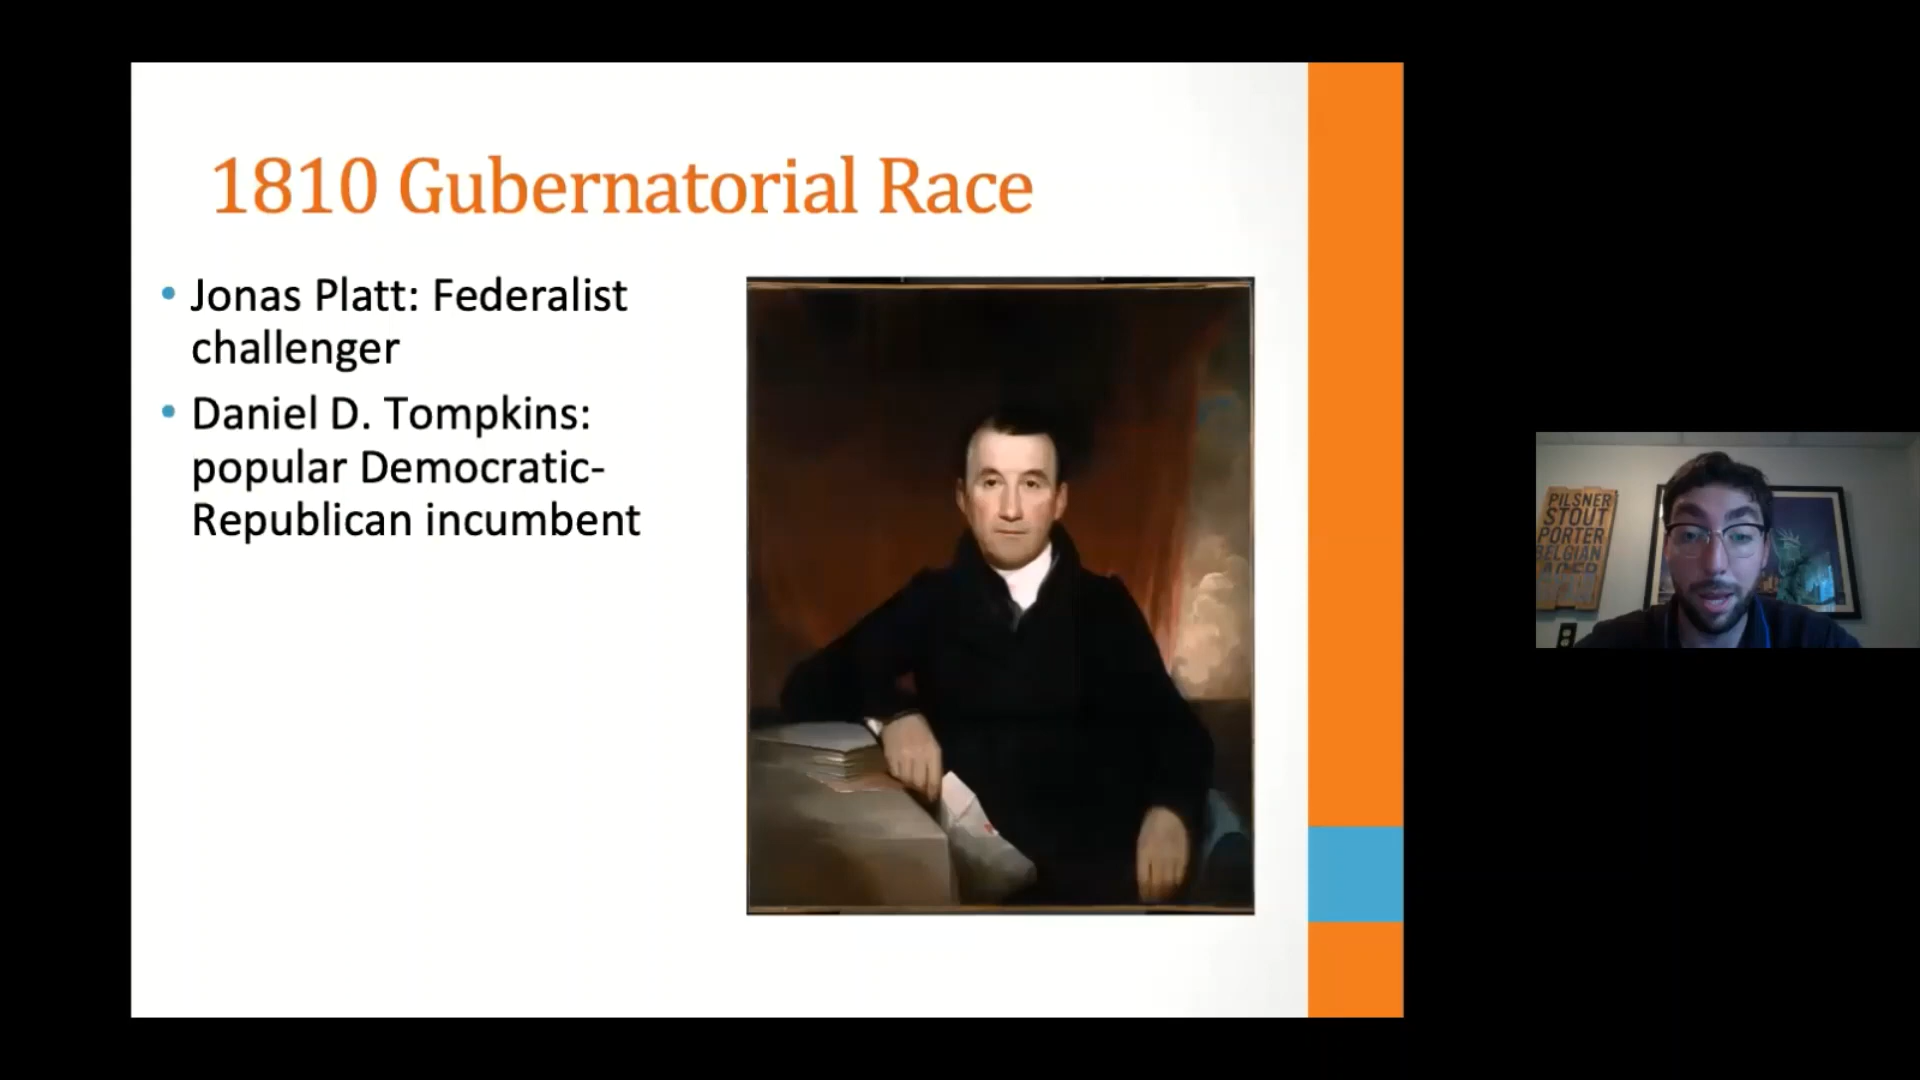 1810 Gubernatorial Race
• Jonas Platt: Federalist
challenger
• Daniel D. Tompkins:
popular Democratic-
Republican incumbent
PILSNER
STOUT
PORTER
BELGIAN